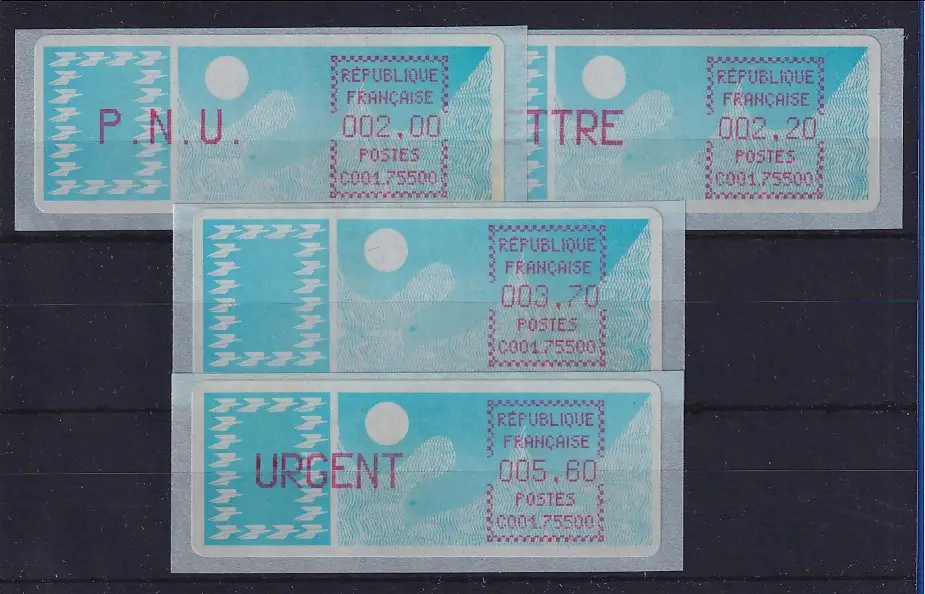 P.N.U.
RÉPUBLIQUE
FRANÇAISE
002,00
POSTES
C001.75500
TTRE
RÉPUBLIQUE
FRANÇAISE
002,20
POSTES
C001.75500
RÉPUBLIQUE
FRANÇAISE
003,70
POSTES
C001.75500
URGENT
RÉPUBLIQUE
FRANÇAISE
005,60
POSTES
C001.75500